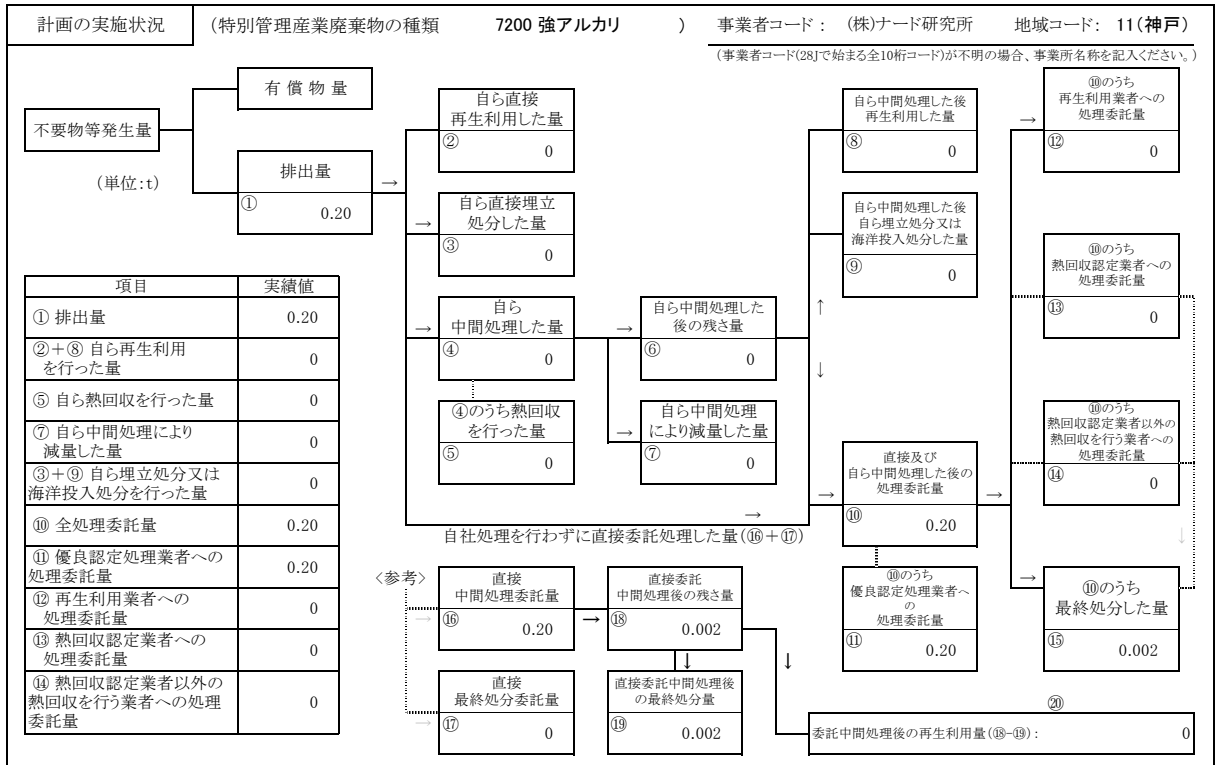 計画の実施状況
(特別管理産業廃棄物の種類 7200 強アルカリ )
事業者コード: (株)ナード研究所 地域コード: 11(神戸)
(事業者コード(28Jで始まる全10桁コード)が不明の場合、事業所名称を記入ください。)
不要物等発生量
(単位:t)
有償物量
排出量
① 0.20
→
自ら直接
再生利用した量
② 0
→
自ら直接埋立
処分した量
③ 0
→
自ら
中間処理した量
④ 0
④のうち熱回収
を行った量
⑤ 0
→
自ら中間処理した
後の残さ量
⑥ 0
→
自ら中間処理
により減量した量
⑦ 0
自ら中間処理した後
再生利用した量
⑧ 0
自ら中間処理した後
自ら埋立処分又は
海洋投入処分した量
⑨ 0
↑
↓
→
直接及び
自ら中間処理した後の
処理委託量
⑩ 0.20
⑩のうち
優良認定処理業者へ
の
処理委託量
⑪ 0.20
→
→
⑩のうち
再生利用業者への
処理委託量
⑫ 0
⑩のうち
熱回収認定業者への
処理委託量
⑬ 0
⑩のうち
熱回収認定業者以外の
熱回収を行う業者への
処理委託量
⑭ 0
↓
→
⑩のうち
最終処分した量
⑮ 0.002
項目 実績値
① 排出量 0.20
②+⑧ 自ら再生利用
を行った量 0
⑤ 自ら熱回収を行った量 0
⑦ 自ら中間処理により
減量した量 0
③+⑨ 自ら埋立処分又は
海洋投入処分を行った量 0
⑩ 全処理委託量 0.20
⑪ 優良認定処理業者への
処理委託量 0.20
⑫ 再生利用業者への
処理委託量 0
⑬ 熱回収認定業者への
処理委託量 0
⑭ 熱回収認定業者以外の
熱回収を行う業者への処理
委託量 0
→
自社処理を行わずに直接委託処理した量(⑯+⑰)
<参考>
→
直接
中間処理委託量
⑯ 0.20
→
直接委託
中間処理後の残さ量
⑱ 0.002
↓
↓
→
直接
最終処分委託量
⑰ 0
直接委託中間処理後
の最終処分量
⑲ 0.002
⑳
委託中間処理後の再生利用量(⑱-⑲): 0